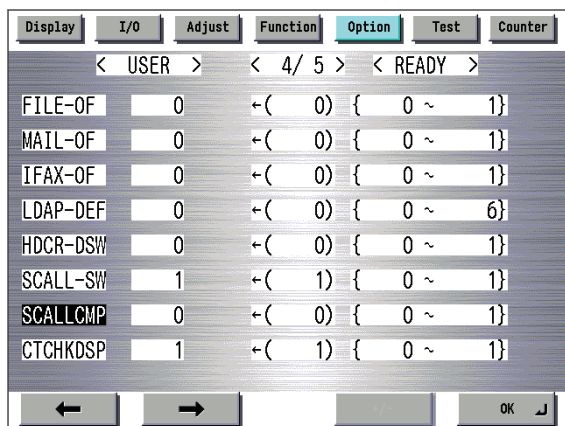 Display I/O Adjust Function Option Test Counter
< USER > < 4/ 5 > < READY >
FILE-OF 0 ←( 0) { 0 ~ 1}
MAIL-OF 0 ←( 0) { 0 ~ 1}
IFAX-OF 0 ←( 0) { 0 ~ 1}
LDAP-DEF 0 ←( 0) { 0 ~ 6}
HDCR-DSW 0 ←( 0) { 0 ~ 1}
SCALL-SW 1 ←( 1) { 0 ~ 1}
SCALLCMP 0 ←( 0) { 0 ~ 1}
CTCHKDSP 1 ←( 1) { 0 ~ 1}
← → +/- OK ┘